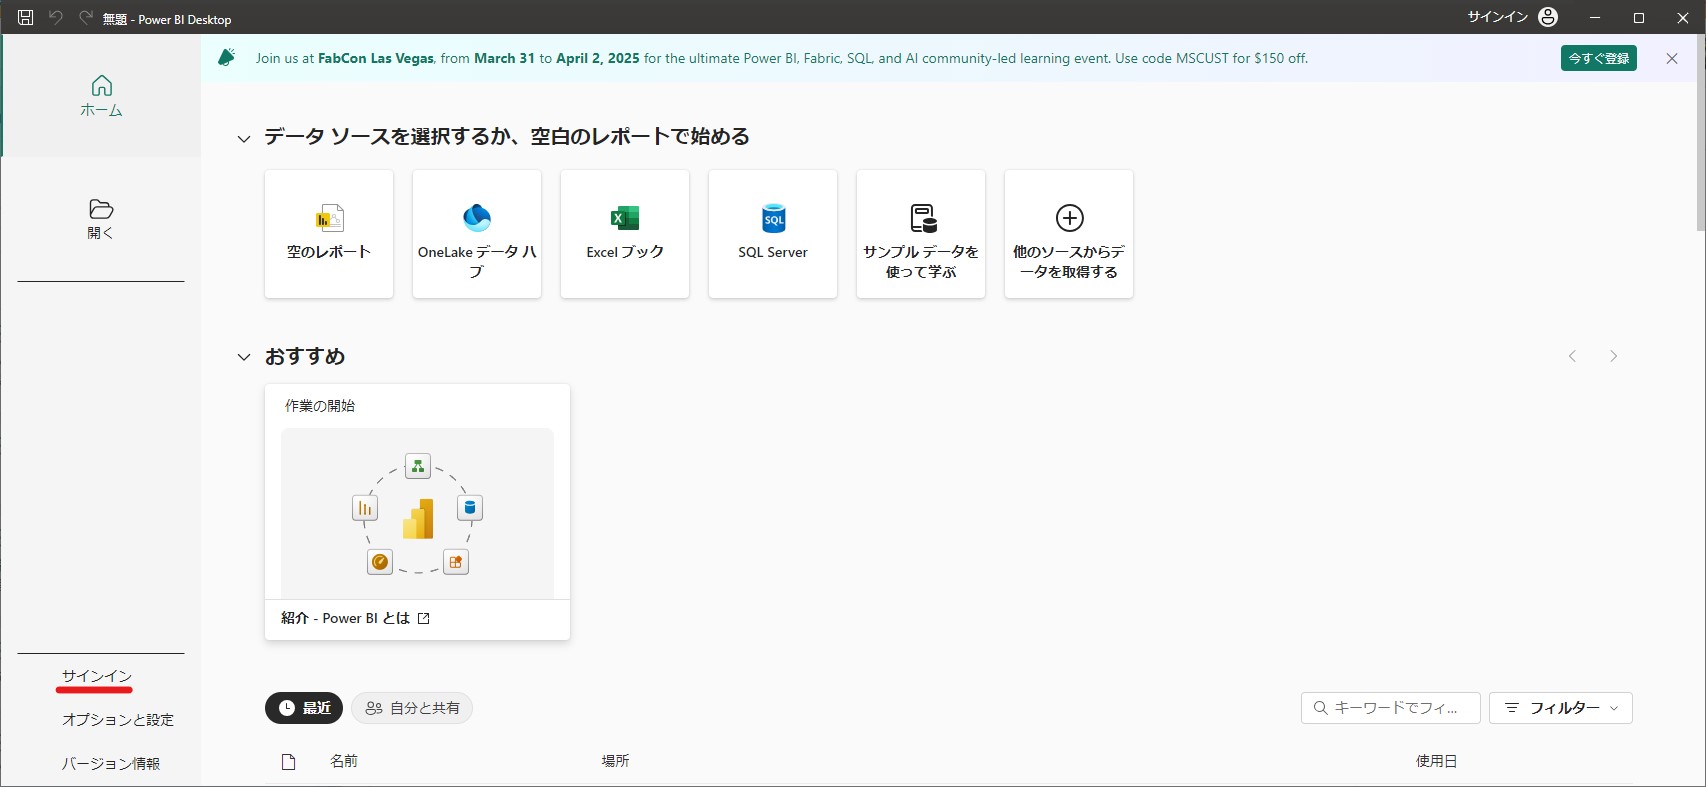 無題 - Power BI Desktop
サインイン
ホーム
開く
Join us at FabCon Las Vegas, from March 31 to April 2, 2025 for the ultimate Power BI, Fabric, SQL, and AI community-led learning event. Use code MSCUST for $150 off.
今すぐ登録
データ ソースを選択するか、空白のレポートで始める
空のレポート
OneLake データ ハ
ブ
Excel ブック
SQL
SQL Server
サンプル データを
使って学ぶ
他のソースからデ
ータを取得する
おすすめ
作業の開始
紹介 - Power BI とは
サインイン
オプションと設定
バージョン情報
最近
自分と共有
キーワードでフィ...
フィルター
名前
場所
使用日